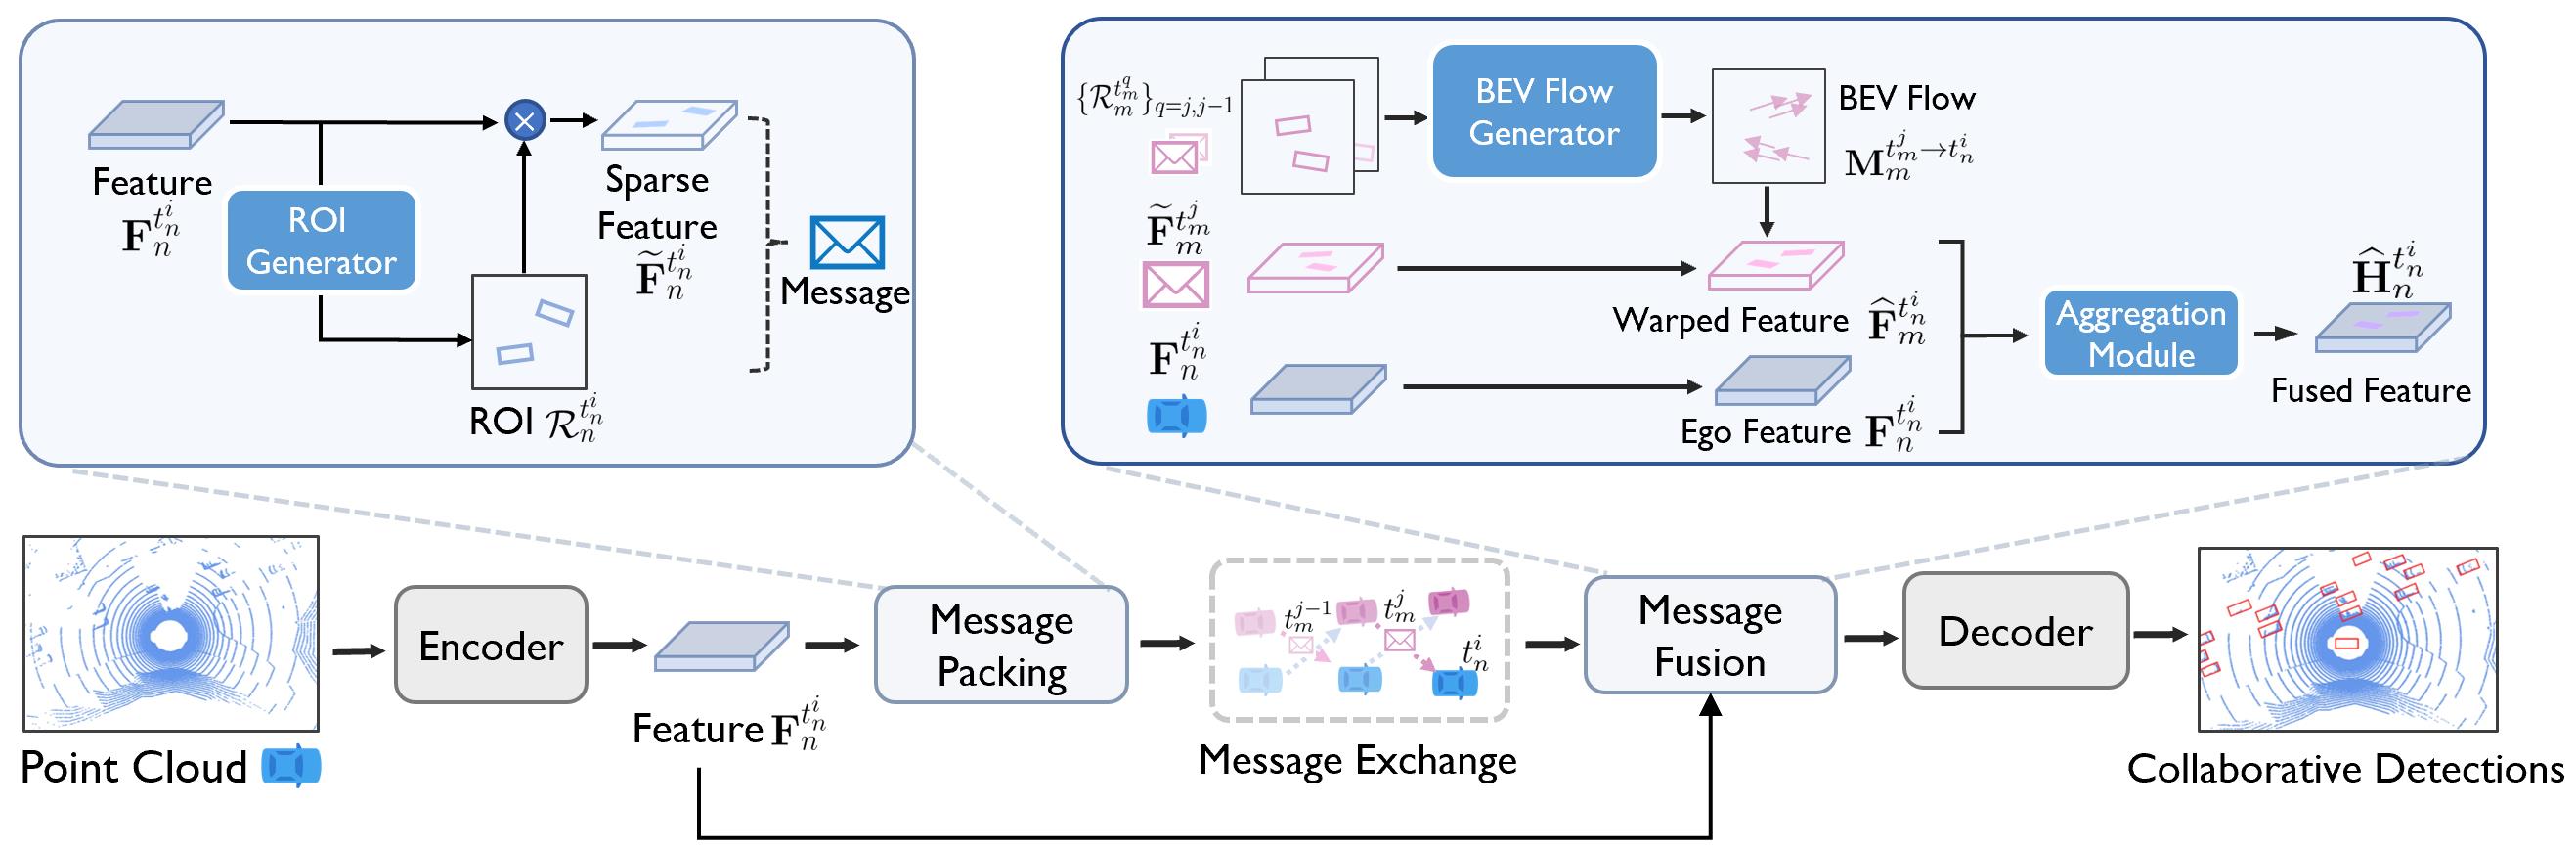 Feature
$\mathbf{F}_n^{t_n^i}$
ROI
Generator
Sparse
Feature
$\widetilde{\mathbf{F}}_n^{t_n^i}$
ROI $\mathcal{R}_n^{t_n^i}$
Message
$\{\mathcal{R}_m^{t_m^q}\}_{q=j,j-1}$
BEV Flow
Generator
BEV Flow
$\mathbf{M}_m^{t_m^j \to t_n^i}$
$\widetilde{\mathbf{F}}_m^{t_m^j}$
Warped Feature $\widehat{\mathbf{F}}_m^{t_n^i}$
$\mathbf{F}_n^{t_n^i}$
Ego Feature $\mathbf{F}_n^{t_n^i}$
Aggregation
Module
$\widehat{\mathbf{H}}_n^{t_n^i}$
Fused Feature
Point Cloud
Encoder
Feature $\mathbf{F}_n^{t_n^i}$
Message
Packing
$t_m^{j-1}$ $t_m^j$
$t_n^i$
Message Exchange
Message
Fusion
Decoder
Collaborative Detections